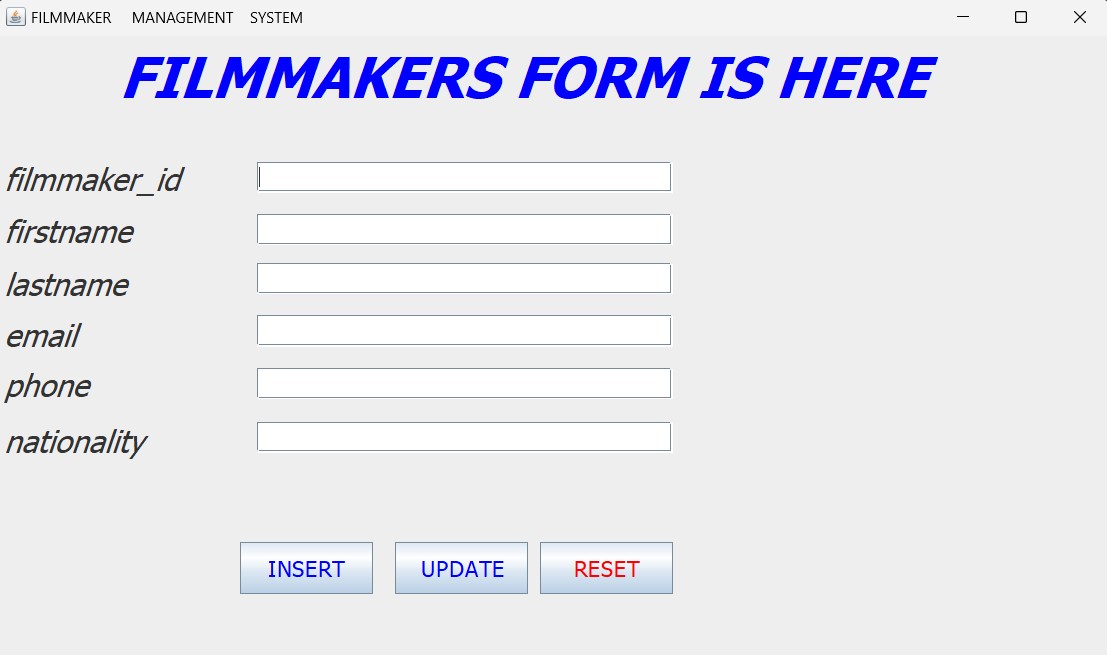 FILMMAKER MANAGEMENT SYSTEM
FILMMAKERS FORM IS HERE
filmmaker_id
firstname
lastname
email
phone
nationality
INSERT UPDATE RESET